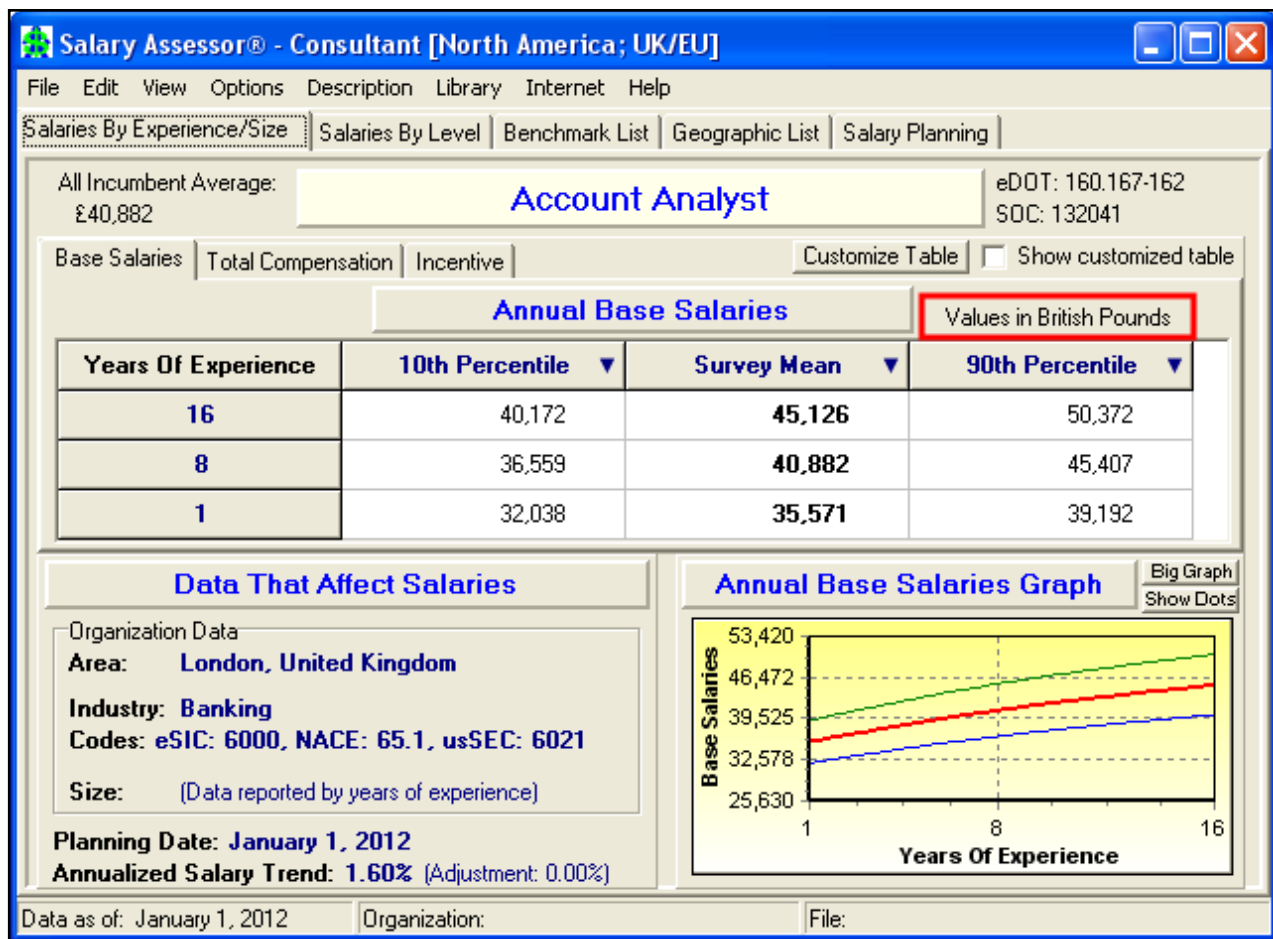 Salary Assessor® - Consultant [North America; UK/EU]
File Edit View Options Description Library Internet Help
Salaries By Experience/Size Salaries By Level Benchmark List Geographic List Salary Planning
All Incumbent Average:
£40,882
Account Analyst
eDOT: 160.167-162
SOC: 132041
Base Salaries Total Compensation Incentive Customize Table Show customized table
Annual Base Salaries Values in British Pounds
Years Of Experience 10th Percentile ▼ Survey Mean ▼ 90th Percentile ▼
16 40,172 45,126 50,372
8 36,559 40,882 45,407
1 32,038 35,571 39,192
Data That Affect Salaries
Organization Data
Area: London, United Kingdom
Industry: Banking
Codes: eSIC: 6000, NACE: 65.1, usSEC: 6021
Size: (Data reported by years of experience)
Planning Date: January 1, 2012
Annualized Salary Trend: 1.60% (Adjustment: 0.00%)
Annual Base Salaries Graph
Big Graph
Show Dots
Base Salaries
53,420
46,472
39,525
32,578
25,630
1 8 16
Years Of Experience
Data as of: January 1, 2012 Organization: File: